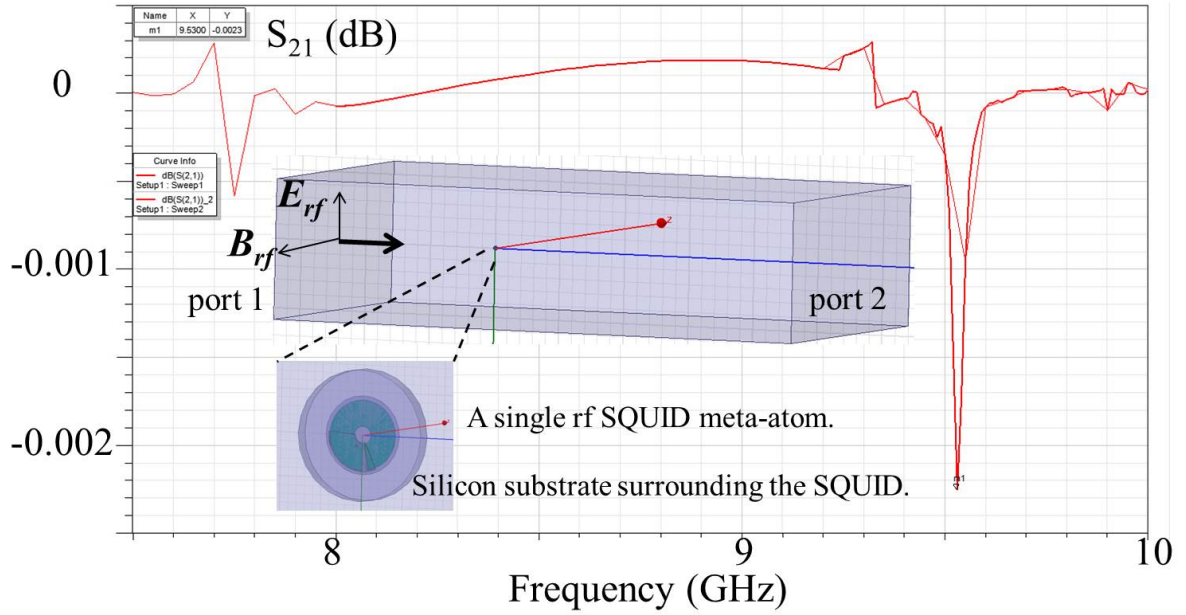 Name X Y
m1 9.5300 -0.0023
S21 (dB)
0
Curve Info
dB(S(2,1))
Setup1 : Sweep1
dB(S(2,1))_2
Setup1 : Sweep2
Erf
Brf
z
-0.001
port 1
port 2
A single rf SQUID meta-atom.
-0.002
Silicon substrate surrounding the SQUID.
m1
8
9
10
Frequency (GHz)